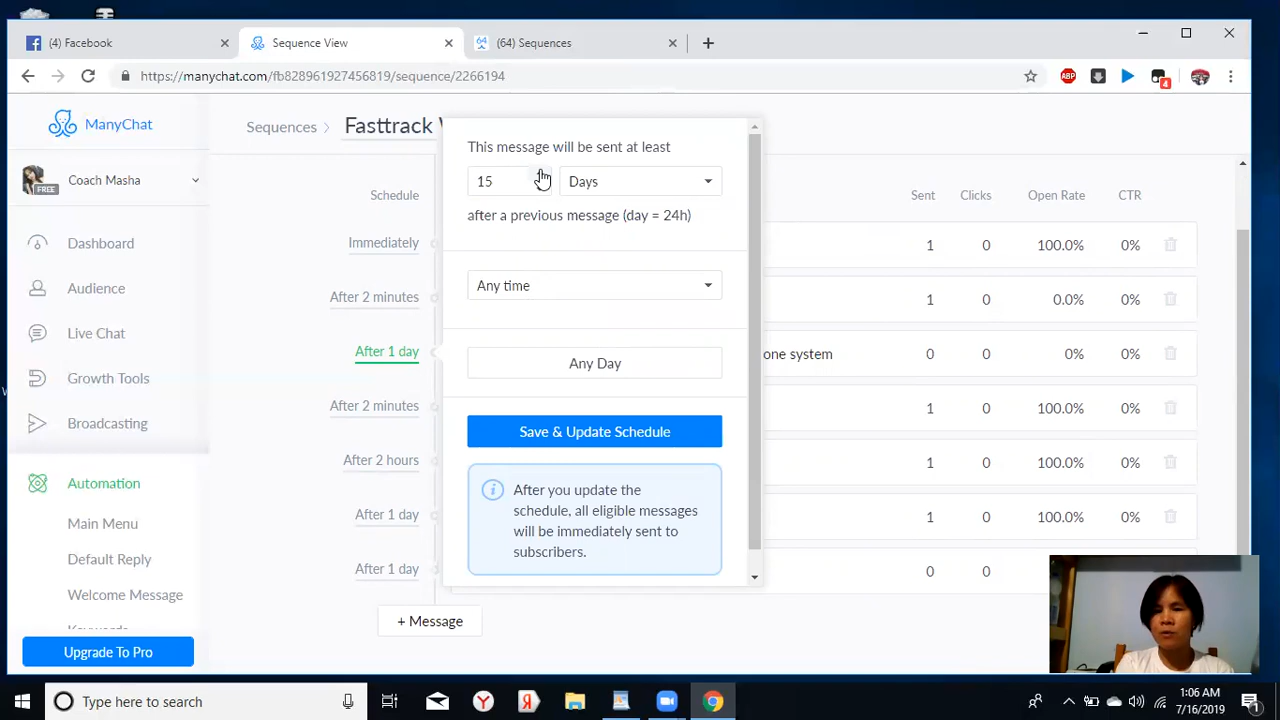 (4) Facebook
Sequence View
(64) Sequences
https://manychat.com/fb828961927456819/sequence/2266194
ABP
4
ManyChat
Coach Masha
FREE
Dashboard
Audience
Live Chat
Growth Tools
Broadcasting
Automation
Main Menu
Default Reply
Welcome Message
Keywords
Upgrade To Pro
Sequences
Fasttrack
Schedule
Sent
Clicks
Open Rate
CTR
Immediately
1
0
100.0%
0%
After 2 minutes
1
0
0.0%
0%
After 1 day
one system
0
0
0%
0%
After 2 minutes
1
0
100.0%
0%
After 2 hours
1
0
100.0%
0%
After 1 day
1
0
100.0%
0%
After 1 day
0
0
+ Message
This message will be sent at least
15
Days
after a previous message (day = 24h)
Any time
Any Day
Save & Update Schedule
After you update the
schedule, all eligible messages
will be immediately sent to
subscribers.
Type here to search
1:06 AM
7/16/2019
1